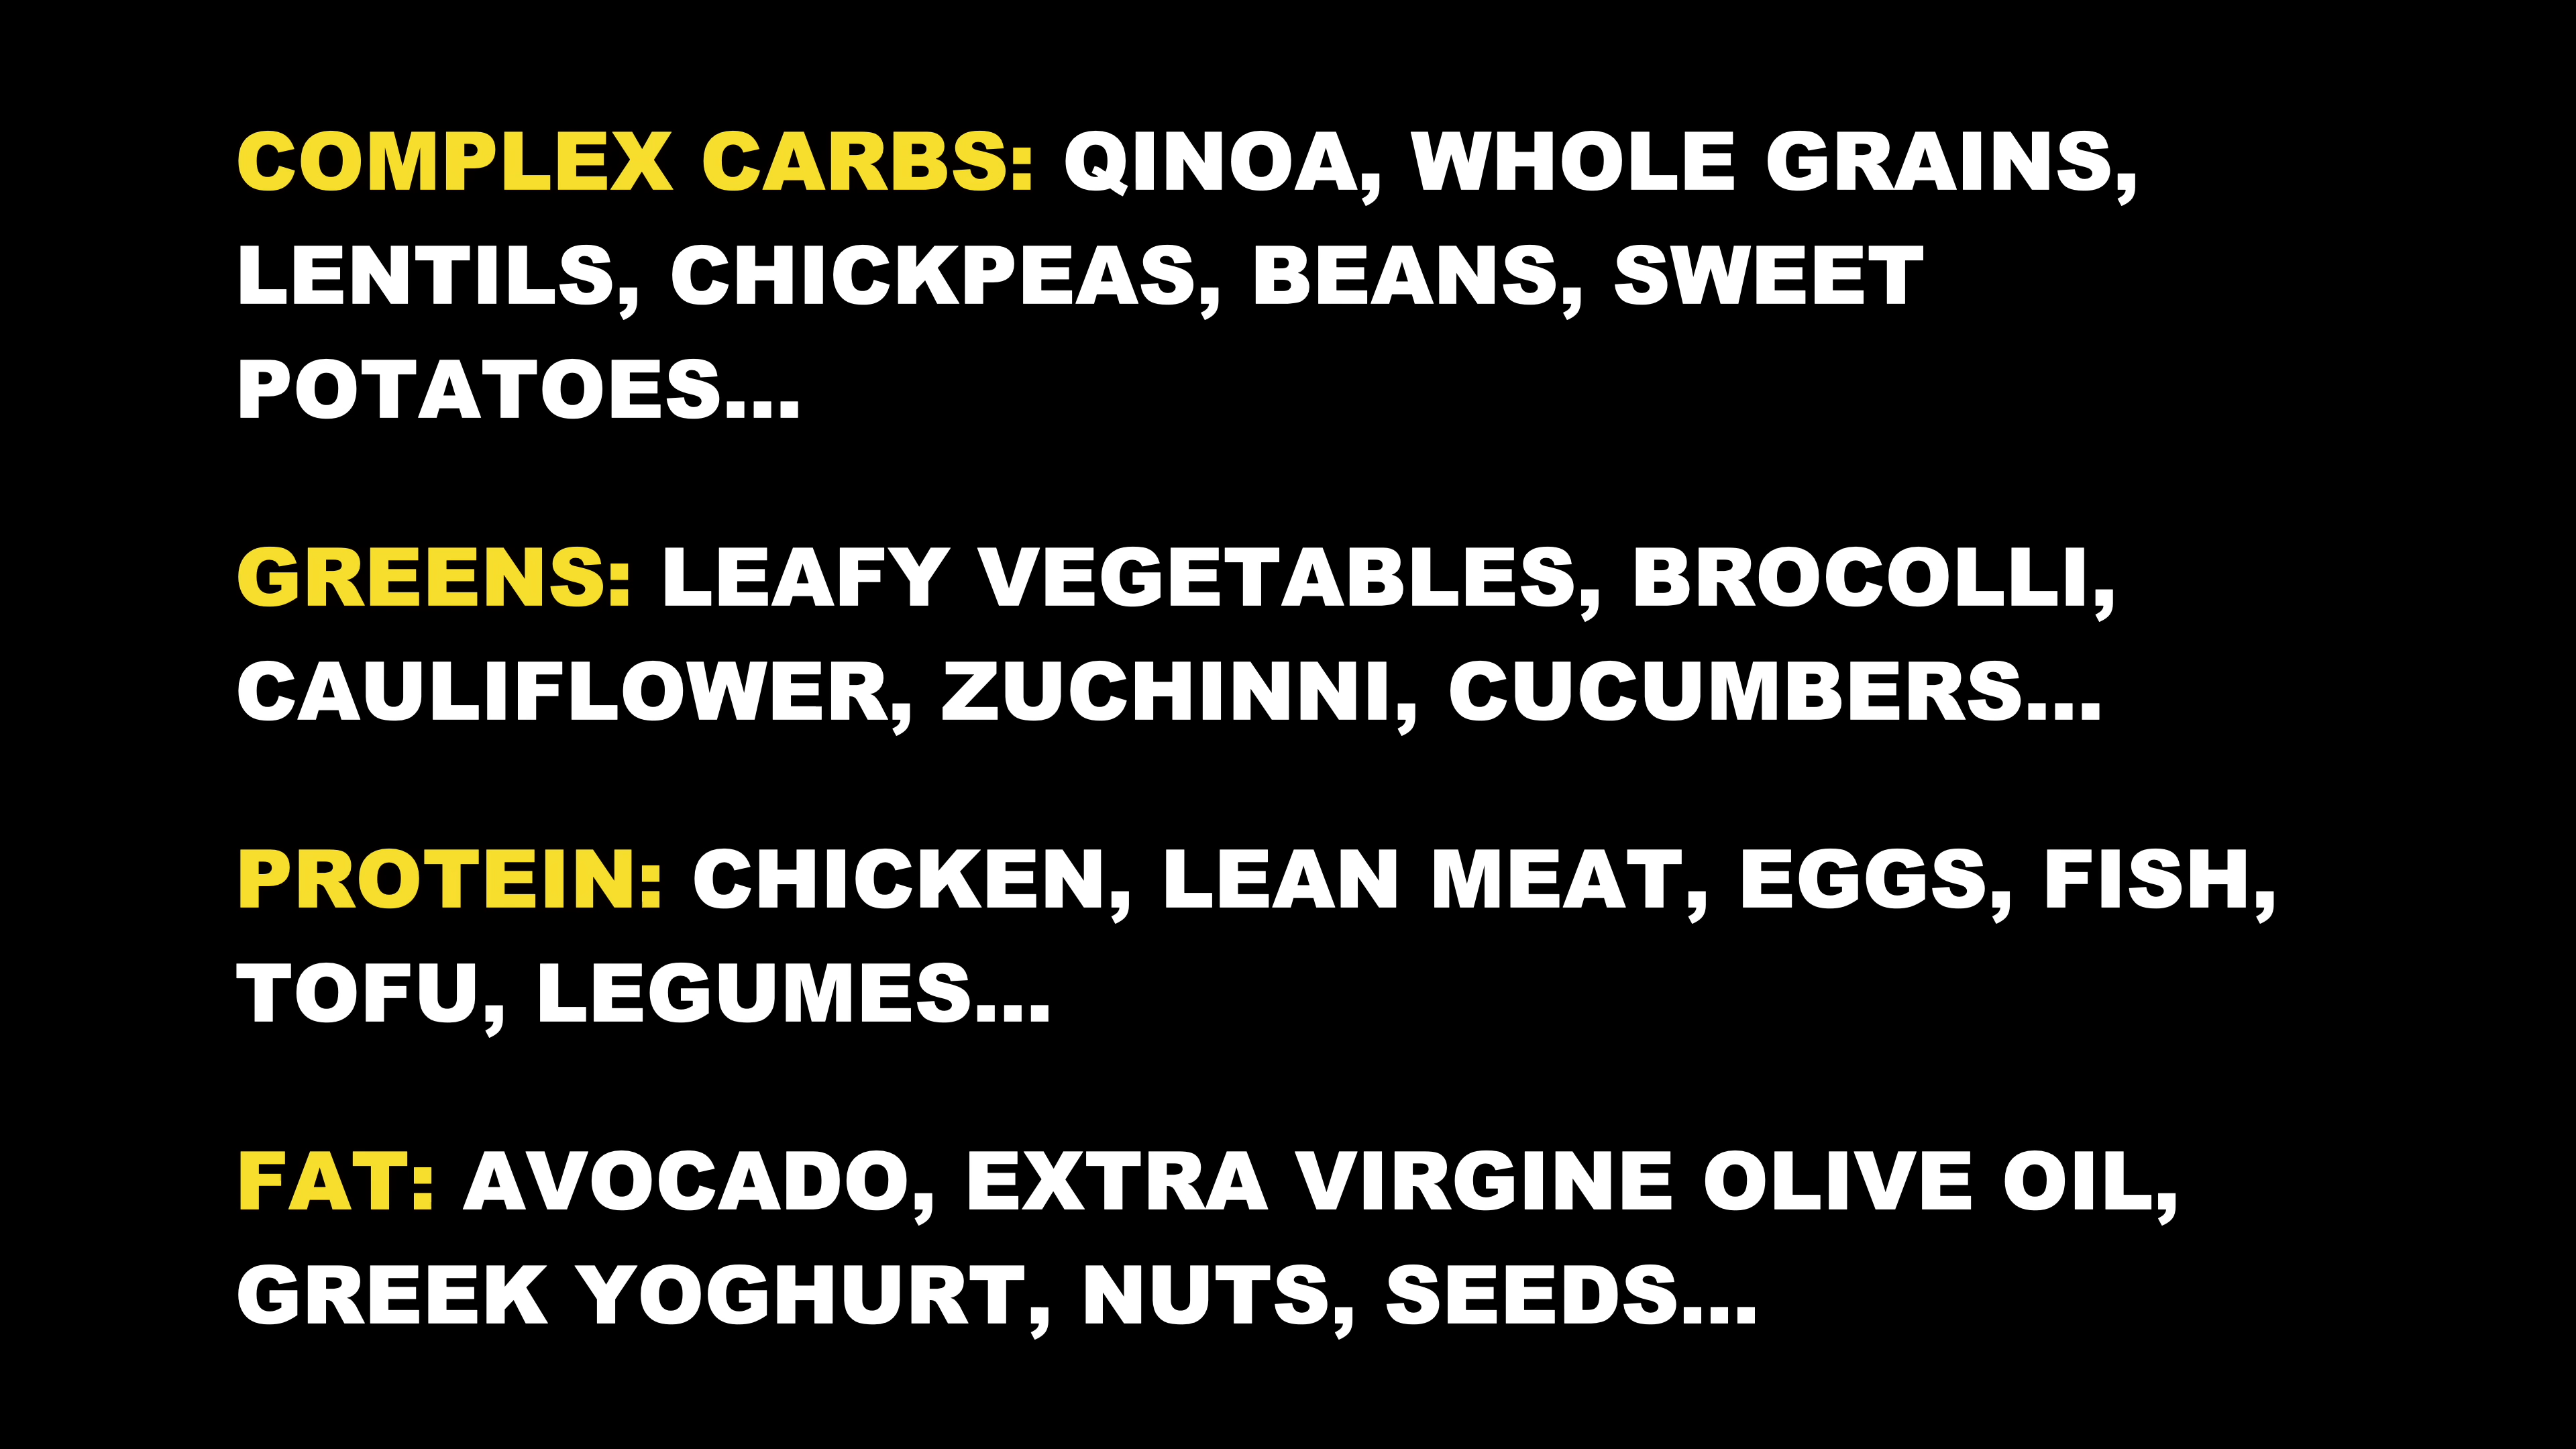 COMPLEX CARBS: QINOA, WHOLE GRAINS,
LENTILS, CHICKPEAS, BEANS, SWEET
POTATOES...
GREENS: LEAFY VEGETABLES, BROCOLLI,
CAULIFLOWER, ZUCHINNI, CUCUMBERS...
PROTEIN: CHICKEN, LEAN MEAT, EGGS, FISH,
TOFU, LEGUMES...
FAT: AVOCADO, EXTRA VIRGINE OLIVE OIL,
GREEK YOGHURT, NUTS, SEEDS...